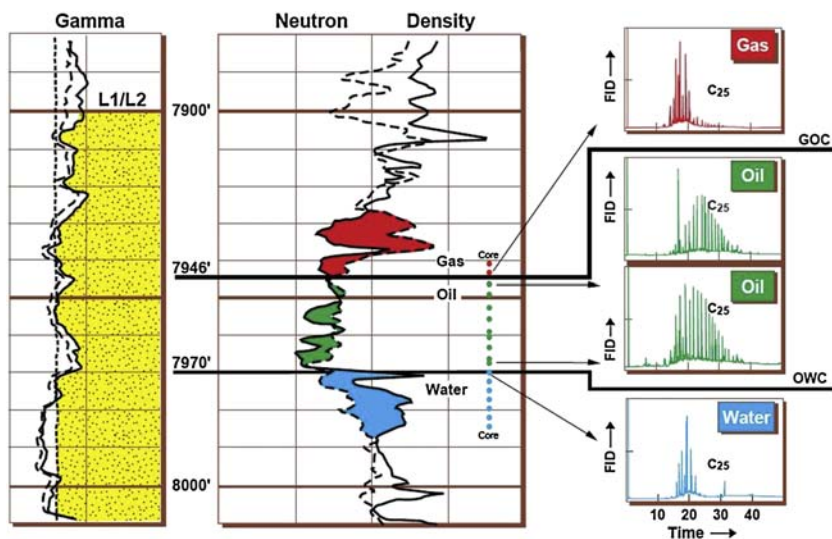 Gamma
Neutron Density
L1/L2
7900'
7946'
7970'
8000'
Gas
Oil
Water
Core
Core
GOC
OWC
FID →
Gas
C25
FID →
Oil
C25
FID →
Oil
C25
FID →
Water
C25
10 20 30 40
Time →